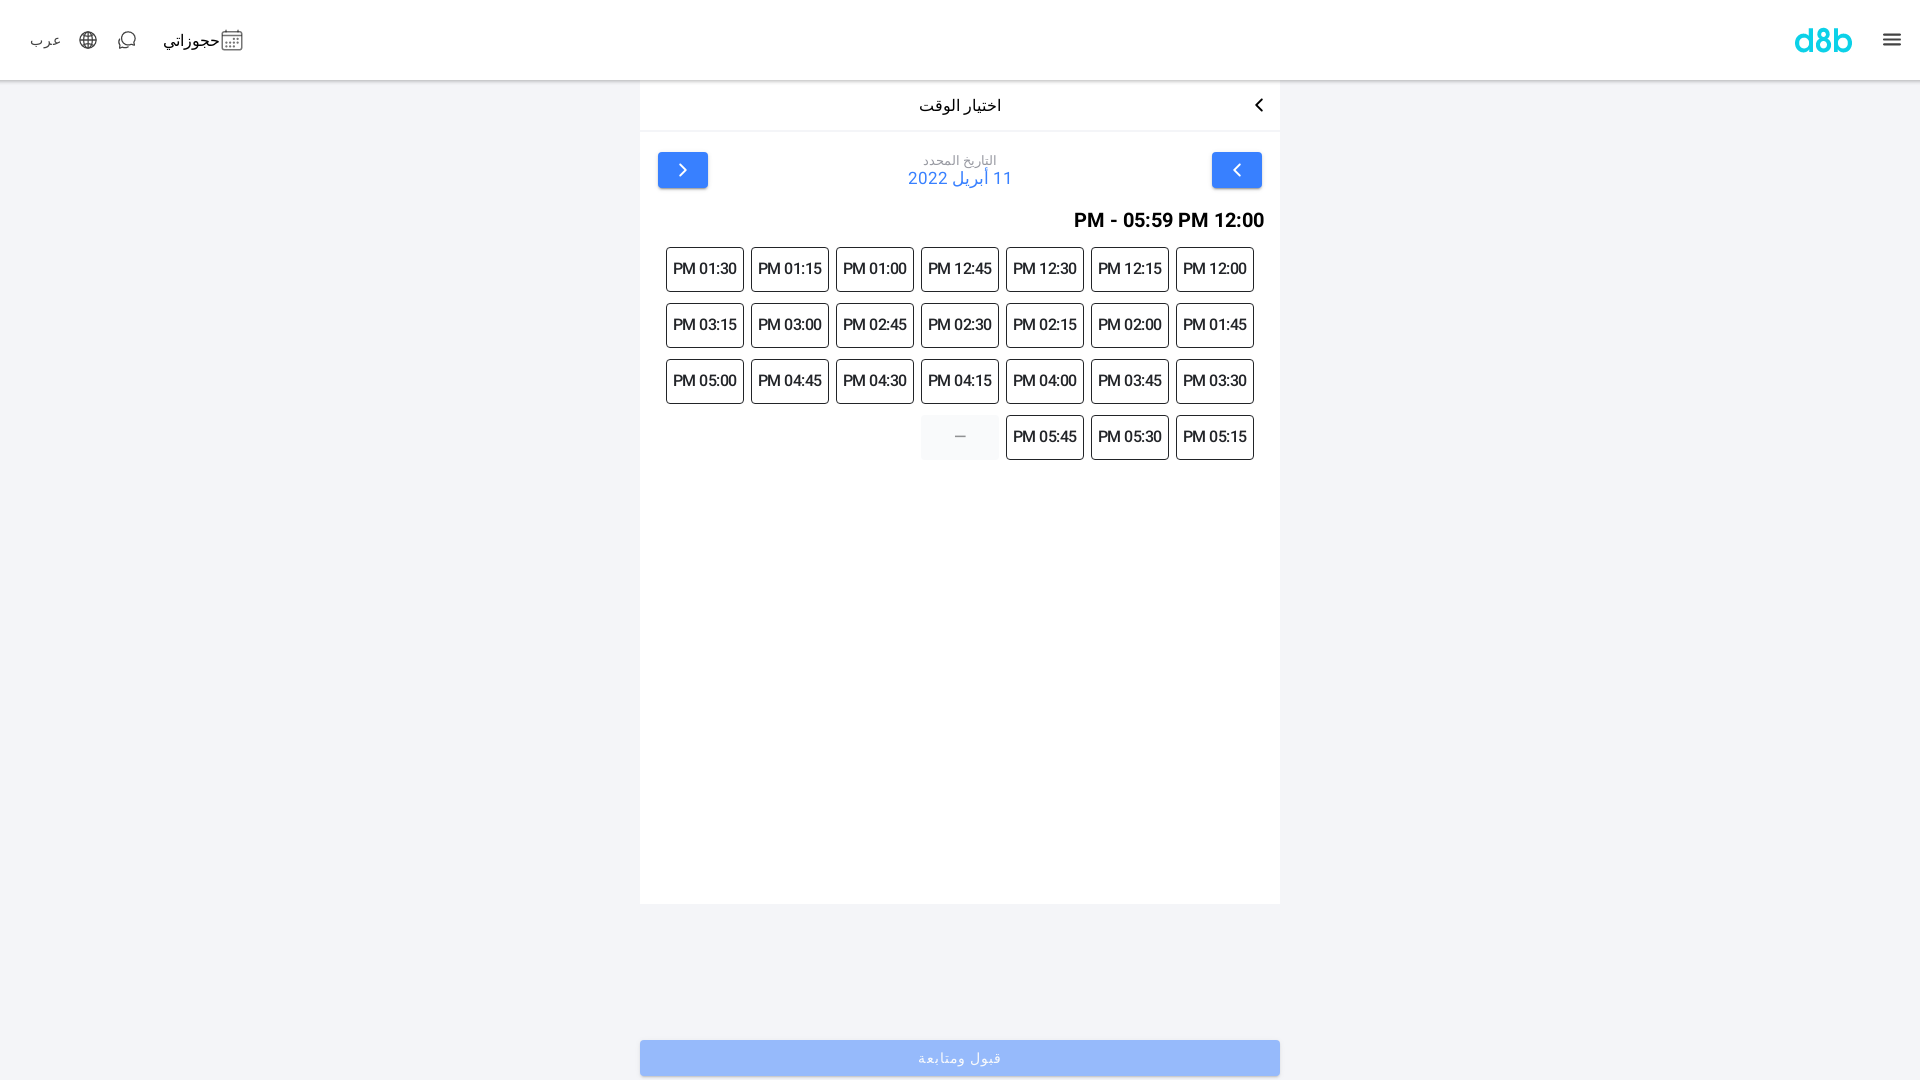 d8b
حجوزاتي
عرب
اختيار الوقت
التاريخ المحدد
11 أبريل 2022
12:00 PM - 05:59 PM
12:00 PM 12:15 PM 12:30 PM 12:45 PM 01:00 PM 01:15 PM 01:30 PM
01:45 PM 02:00 PM 02:15 PM 02:30 PM 02:45 PM 03:00 PM 03:15 PM
03:30 PM 03:45 PM 04:00 PM 04:15 PM 04:30 PM 04:45 PM 05:00 PM
05:15 PM 05:30 PM 05:45 PM —
قبول ومتابعة